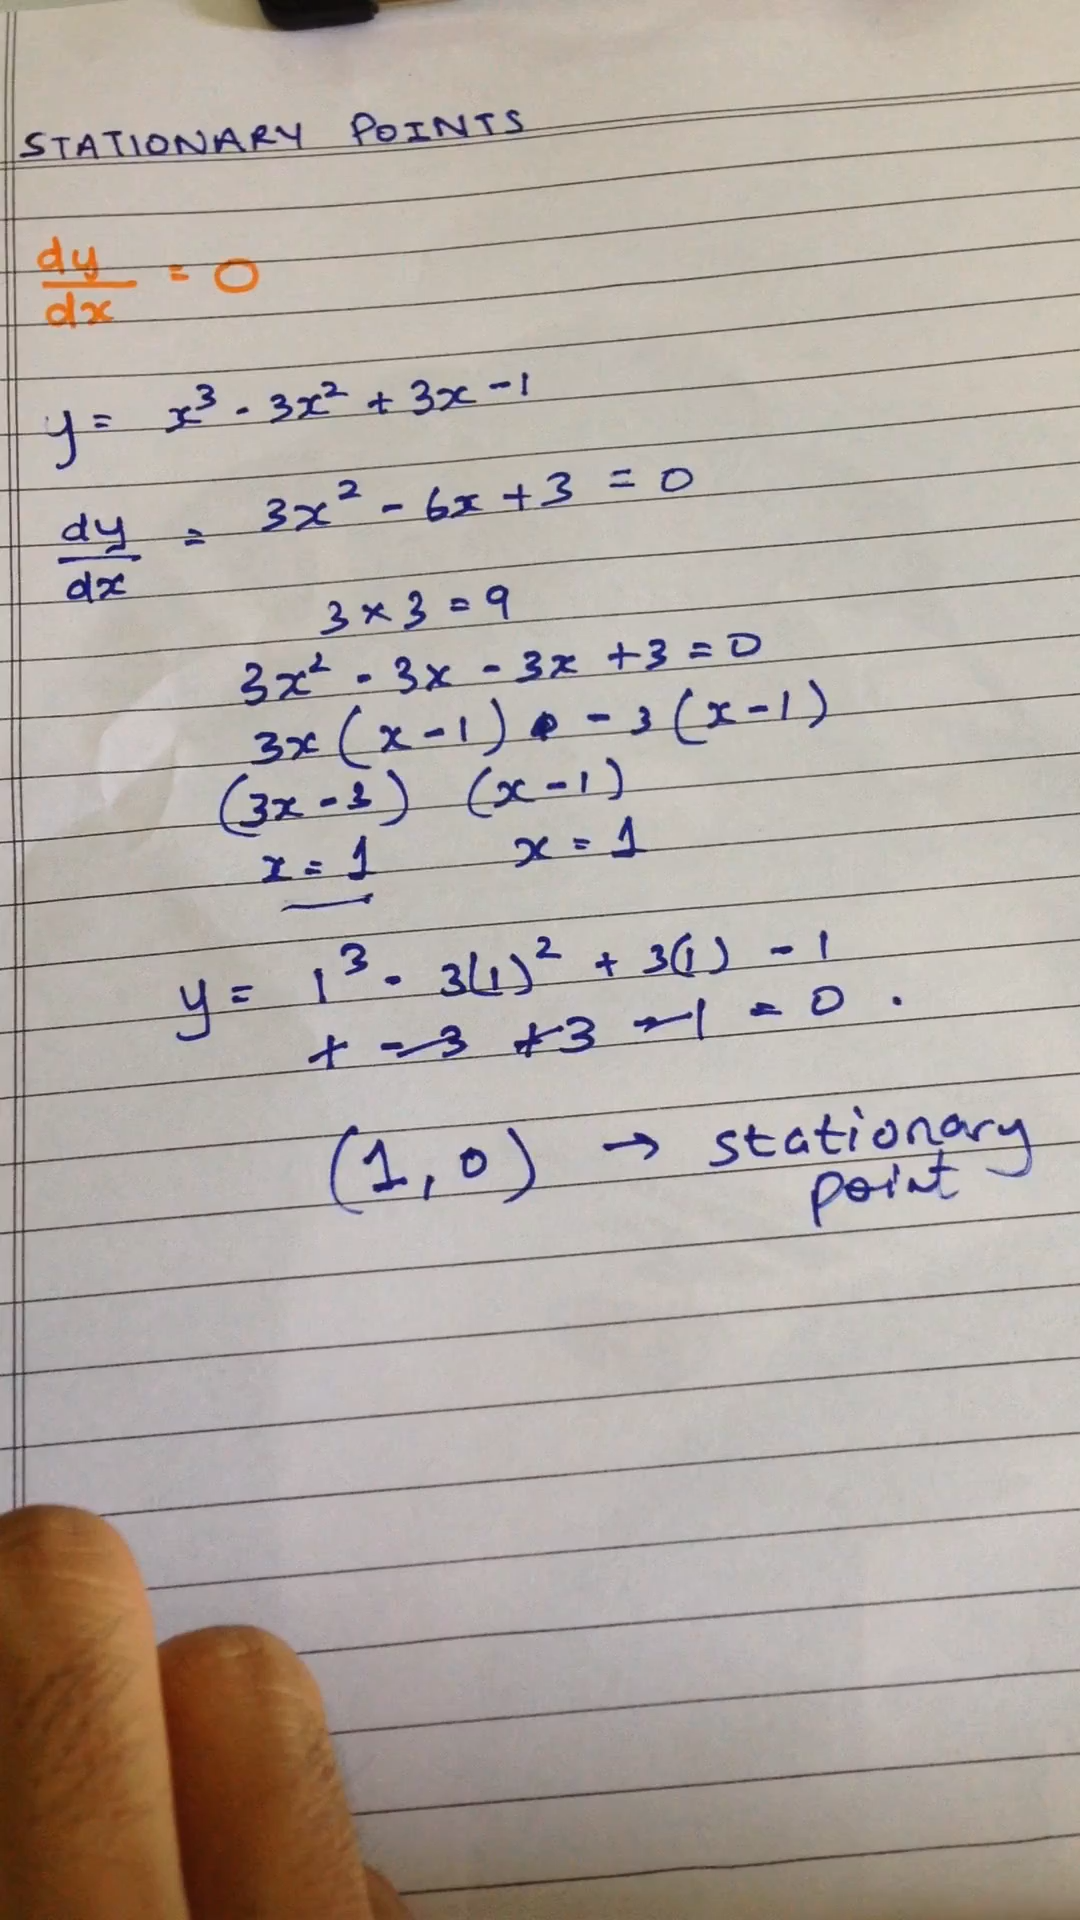 STATIONARY POINTS
dy/dx = 0
y = x³ - 3x² + 3x - 1
dy/dx = 3x² - 6x + 3 = 0
3 × 3 = 9
3x² - 3x - 3x + 3 = 0
3x (x - 1) - 3 (x - 1)
(3x - 3) (x - 1)
x = 1 x = 1
y = 1³ - 3(1)² + 3(1) - 1
1 - 3 + 3 - 1 = 0 .
(1, 0) → stationary
point